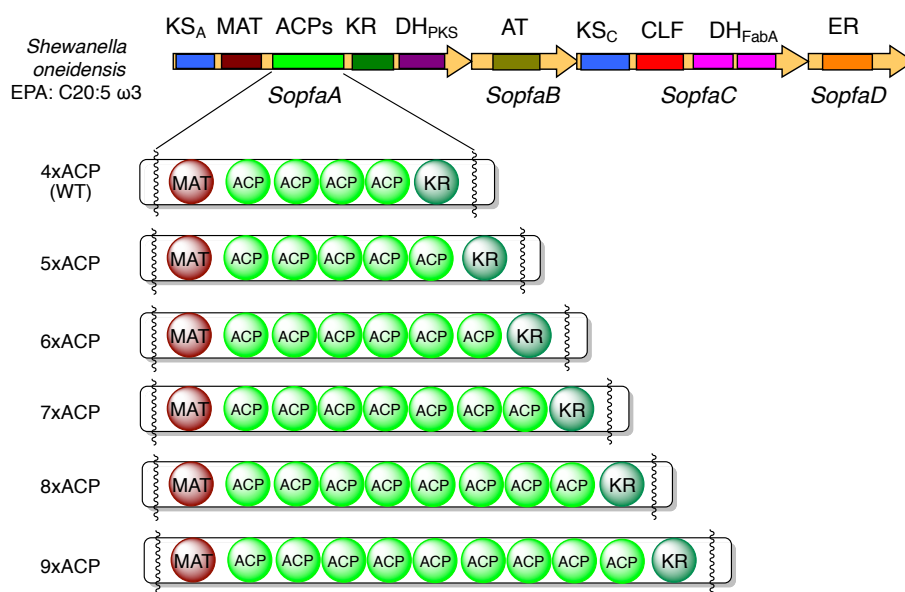 KSA MAT ACPs KR DHPKS AT KSC CLF DHFabA ER
Shewanella
oneidensis
EPA: C20:5 ω3
SopfaA SopfaB SopfaC SopfaD
4xACP
(WT)
MAT ACP ACP ACP ACP KR
5xACP
MAT ACP ACP ACP ACP ACP KR
6xACP
MAT ACP ACP ACP ACP ACP ACP KR
7xACP
MAT ACP ACP ACP ACP ACP ACP ACP KR
8xACP
MAT ACP ACP ACP ACP ACP ACP ACP ACP KR
9xACP
MAT ACP ACP ACP ACP ACP ACP ACP ACP ACP KR